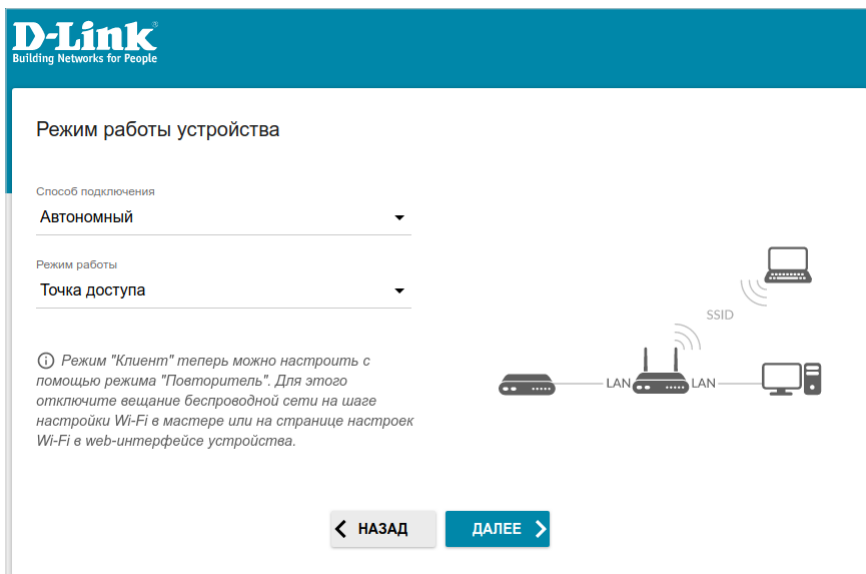 D-Link®
Building Networks for People
Режим работы устройства
Способ подключения
Автономный
Режим работы
Точка доступа
Режим "Клиент" теперь можно настроить с
помощью режима "Повторитель". Для этого
отключите вещание беспроводной сети на шаге
настройки Wi-Fi в мастере или на странице настроек
Wi-Fi в web-интерфейсе устройства.
SSID
LAN
LAN
НАЗАД
ДАЛЕЕ